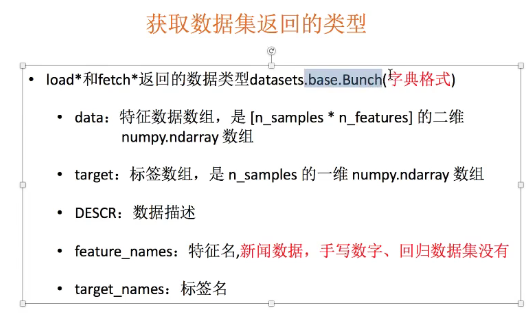 获取数据集返回的类型
• load*和fetch*返回的数据类型datasets.base.Bunch(字典格式)
• data：特征数据数组，是 [n_samples * n_features] 的二维
numpy.ndarray 数组
• target：标签数组，是 n_samples 的一维 numpy.ndarray 数组
• DESCR：数据描述
• feature_names：特征名,新闻数据，手写数字、回归数据集没有
• target_names：标签名